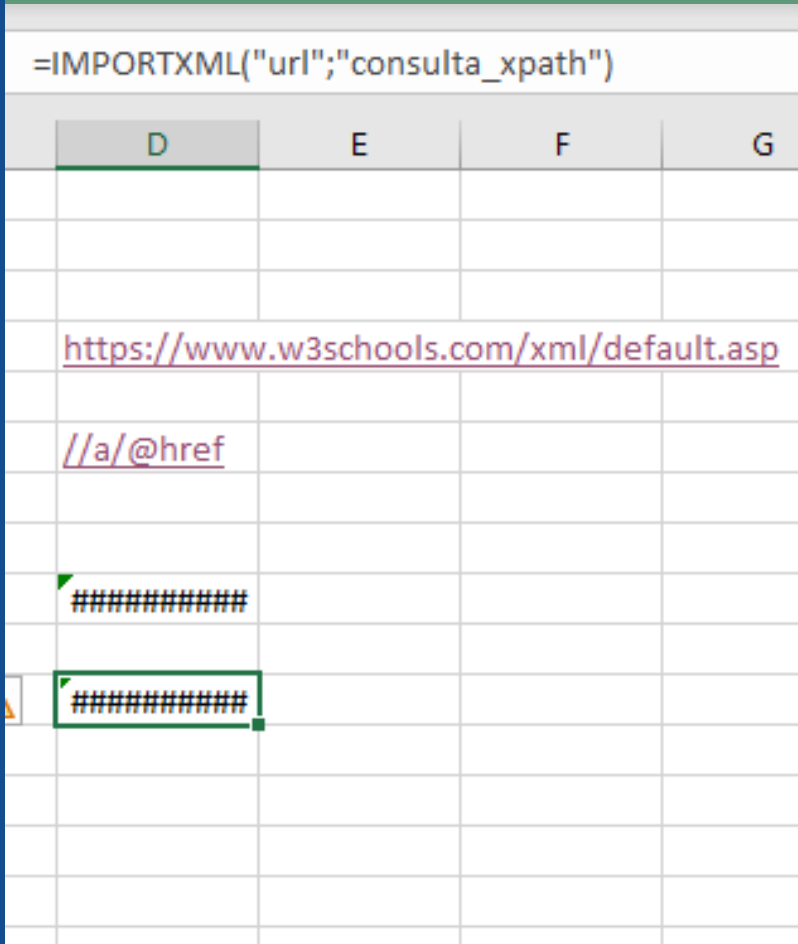 =IMPORTXML("url";"consulta_xpath")
D E F G
https://www.w3schools.com/xml/default.asp
//a/@href
##########
##########